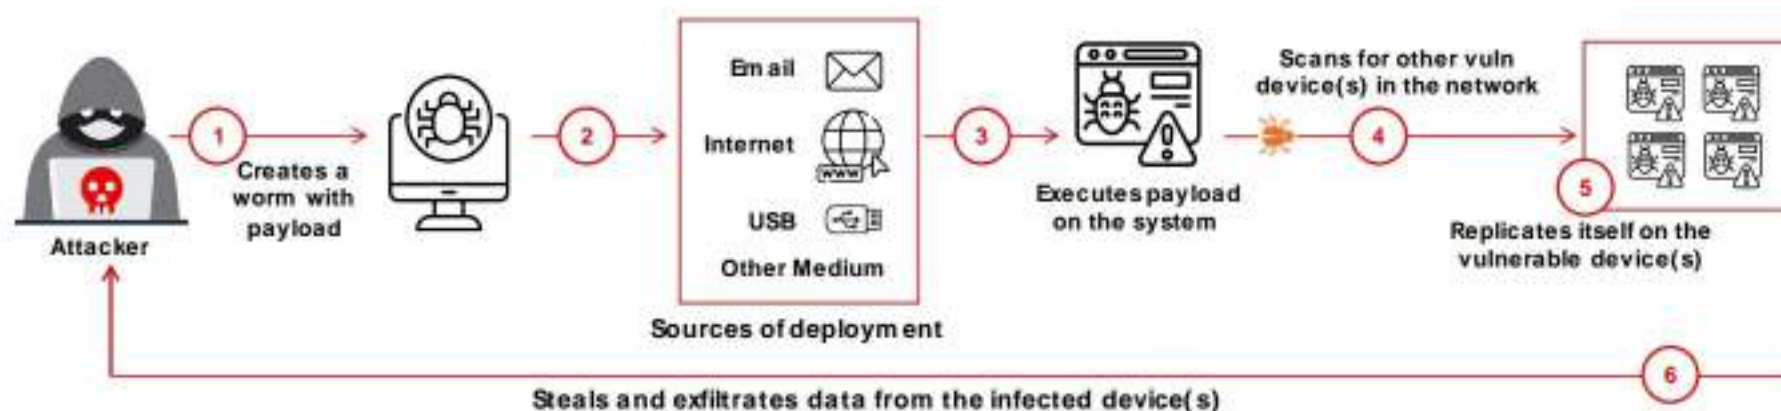 Attacker
1
Creates a
worm with
payload
2
Email
Internet
www
USB
Other Medium
Sources of deployment
3
Executes payload
on the system
Scans for other vuln
device(s) in the network
4
5
Replicates itself on the
vulnerable device(s)
6
Steals and exfiltrates data from the infected device(s)